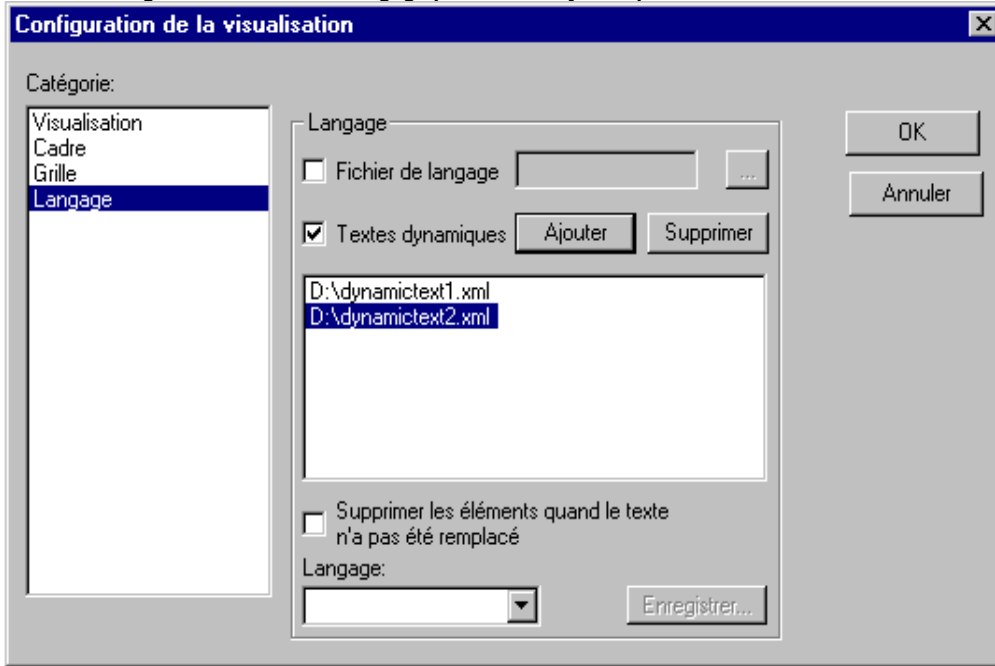 Configuration de la visualisation
Catégorie:
Visualisation
Cadre
Grille
Langage
Langage
Fichier de langage
...
Textes dynamiques
Ajouter
Supprimer
D:\dynamictext1.xml
D:\dynamictext2.xml
Supprimer les éléments quand le texte
n'a pas été remplacé
Langage:
Enregistrer...
OK
Annuler